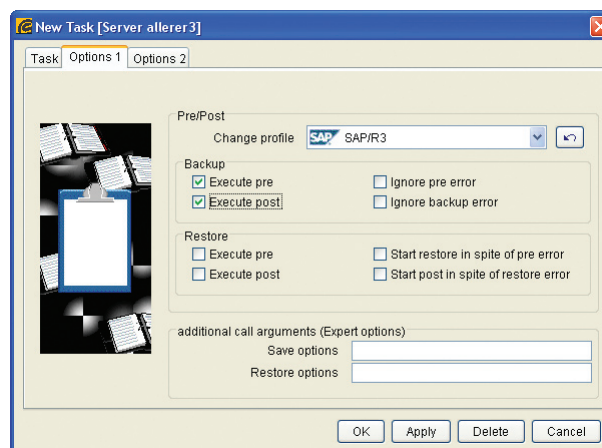 New Task [Server allerer3]
Task Options 1 Options 2
Pre/Post
Change profile SAP SAP/R3
Backup
Execute pre Ignore pre error
Execute post Ignore backup error
Restore
Execute pre Start restore in spite of pre error
Execute post Start post in spite of restore error
additional call arguments (Expert options)
Save options
Restore options
OK Apply Delete Cancel